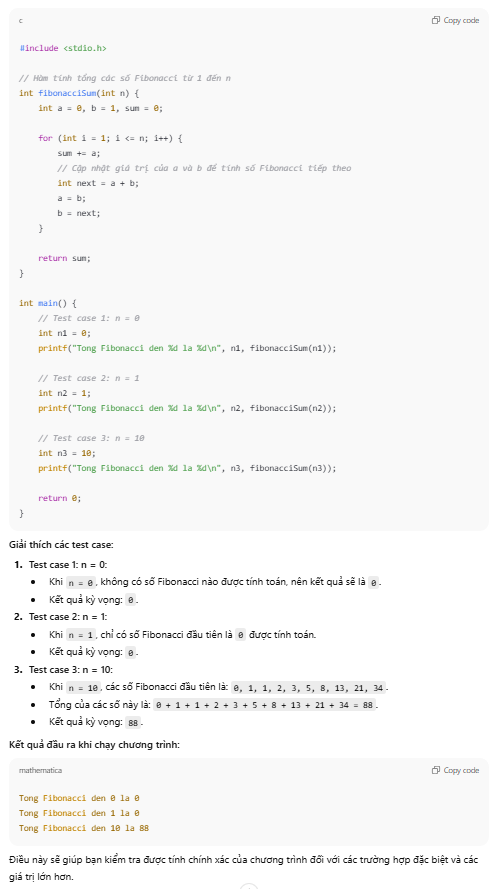 c
Copy code
#include <stdio.h>
// Hàm tính tổng các số Fibonacci từ 1 đến n
int fibonacciSum(int n) {
    int a = 0, b = 1, sum = 0;
    for (int i = 1; i <= n; i++) {
        sum += a;
        // Cập nhật giá trị của a và b để tính số Fibonacci tiếp theo
        int next = a + b;
        a = b;
        b = next;
    }
    return sum;
}
int main() {
    // Test case 1: n = 0
    int n1 = 0;
    printf("Tong Fibonacci den %d la %d\n", n1, fibonacciSum(n1));
    // Test case 2: n = 1
    int n2 = 1;
    printf("Tong Fibonacci den %d la %d\n", n2, fibonacciSum(n2));
    // Test case 3: n = 10
    int n3 = 10;
    printf("Tong Fibonacci den %d la %d\n", n3, fibonacciSum(n3));
    return 0;
}
Giải thích các test case:
1. Test case 1: n = 0:
• Khi n = 0, không có số Fibonacci nào được tính toán, nên kết quả sẽ là 0.
• Kết quả kỳ vọng: 0.
2. Test case 2: n = 1:
• Khi n = 1, chỉ có số Fibonacci đầu tiên là 0 được tính toán.
• Kết quả kỳ vọng: 0.
3. Test case 3: n = 10:
• Khi n = 10, các số Fibonacci đầu tiên là: 0, 1, 1, 2, 3, 5, 8, 13, 21, 34.
• Tổng của các số này là: 0 + 1 + 1 + 2 + 3 + 5 + 8 + 13 + 21 + 34 = 88.
• Kết quả kỳ vọng: 88.
Kết quả đầu ra khi chạy chương trình:
mathematica
Copy code
Tong Fibonacci den 0 la 0
Tong Fibonacci den 1 la 0
Tong Fibonacci den 10 la 88
Điều này sẽ giúp bạn kiểm tra được tính chính xác của chương trình đối với các trường hợp đặc biệt và các
giá trị lớn hơn.